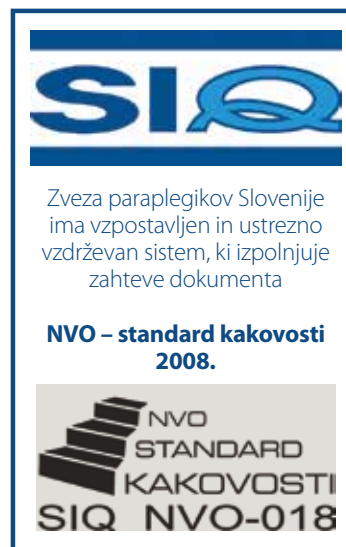 SIQ
Zveza paraplegikov Slovenije
ima vzpostavljen in ustrezno
vzdrževan sistem, ki izpolnjuje
zahteve dokumenta
NVO – standard kakovosti
2008.
NVO
STANDARD
KAKOVOSTI
SIQ NVO-018